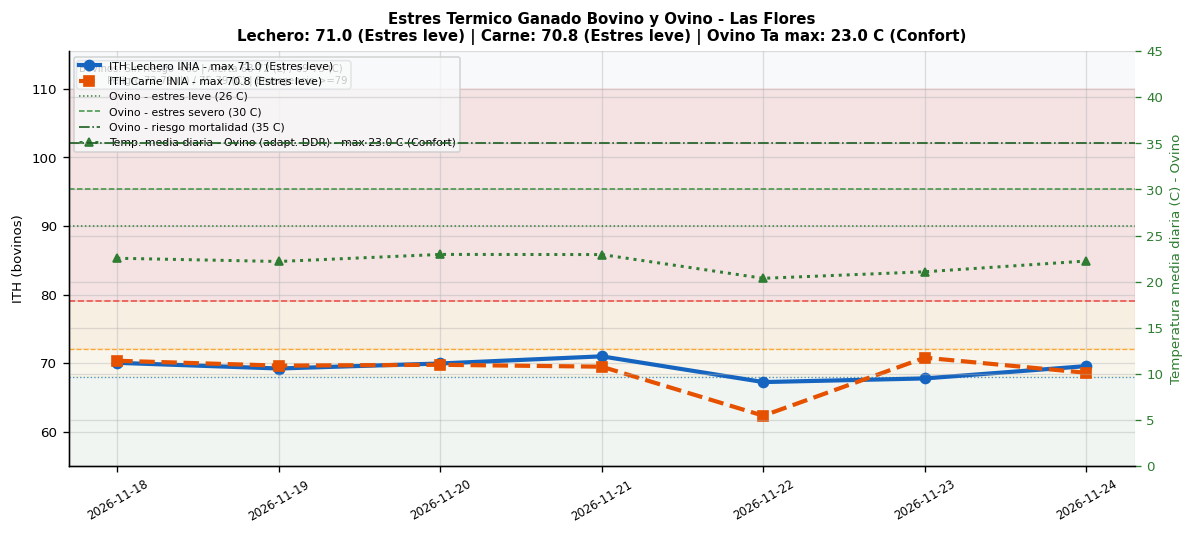 Estres Termico Ganado Bovino y Ovino - Las Flores
Lechero: 71.0 (Estres leve) | Carne: 70.8 (Estres leve) | Ovino Ta max: 23.0 C (Confort)
ITH Lechero INIA - max 71.0 (Estres leve)
ITH Carne INIA - max 70.8 (Estres leve)
Ovino - estres leve (26 C)
Ovino - estres severo (30 C)
Ovino - riesgo mortalidad (35 C)
Temp. media diaria - Ovino (adapt. DDR) - max 23.0 C (Confort)
ITH (bovinos)
110
100
90
80
70
60
45
40
35
30
25
20
15
10
5
0
Temperatura media diaria (C) - Ovino
2026-11-18
2026-11-19
2026-11-20
2026-11-21
2026-11-22
2026-11-23
2026-11-24